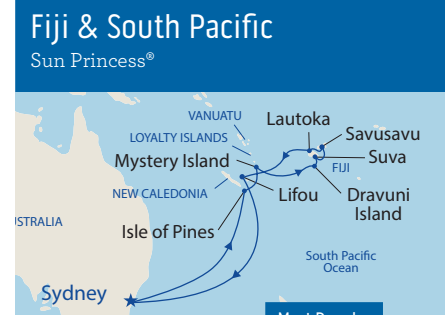 Fiji & South Pacific
Sun Princess®
VANUATU
Lautoka
Savusavu
LOYALTY ISLANDS
Suva
Mystery Island
FIJI
NEW CALEDONIA
Lifou
Dravuni
Island
Isle of Pines
STRALIA
South Pacific
Ocean
Sydney